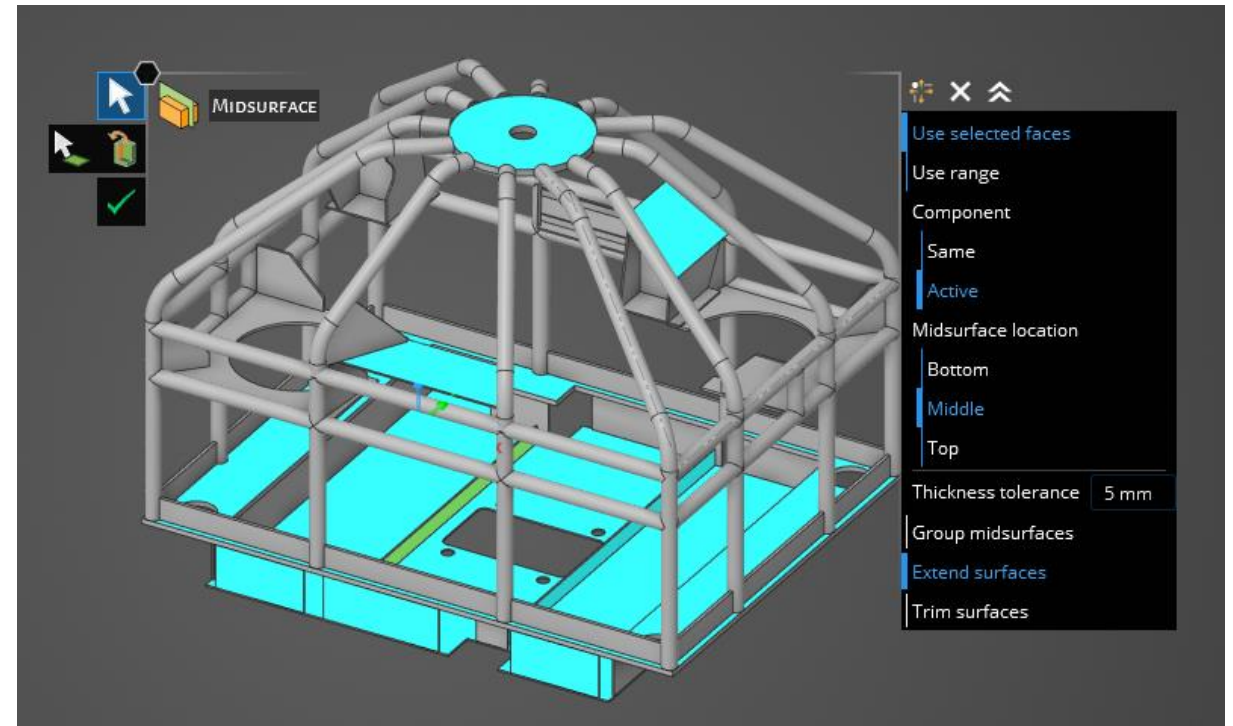 MIDSURFACE
Use selected faces
Use range
Component
Same
Active
Midsurface location
Bottom
Middle
Top
Thickness tolerance 5 mm
Group midsurfaces
Extend surfaces
Trim surfaces